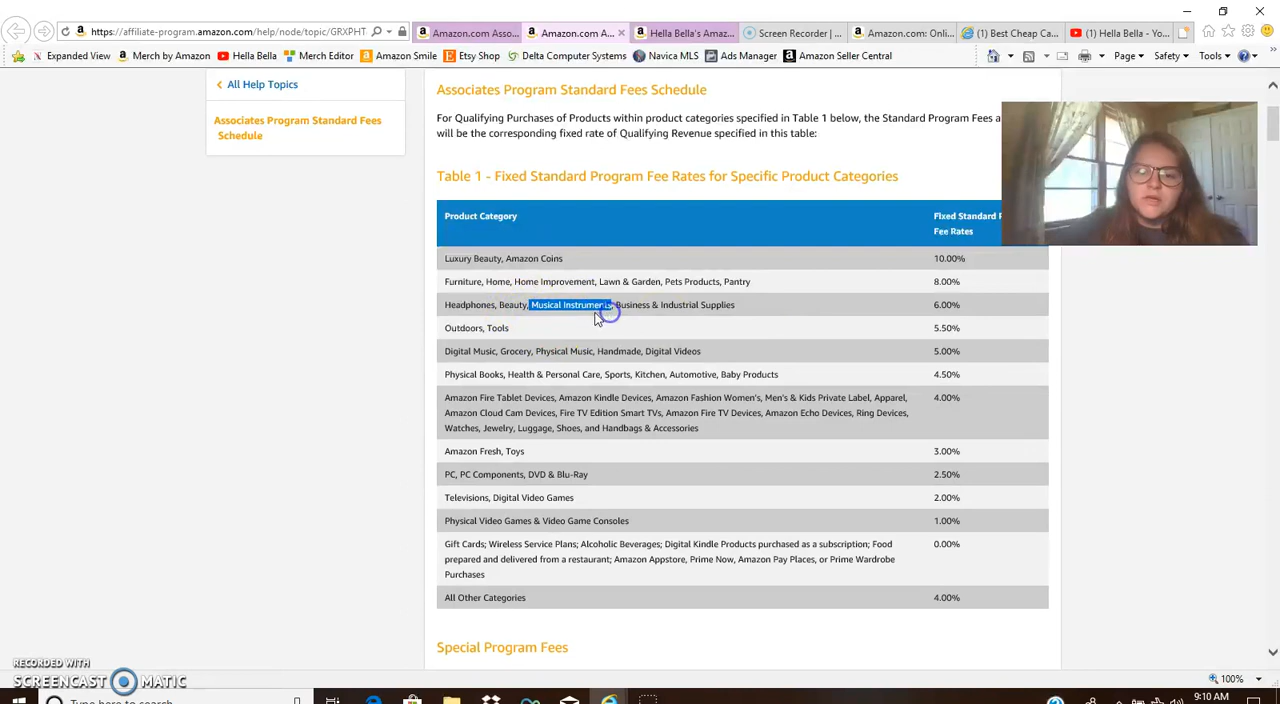 https://affiliate-program.amazon.com/help/node/topic/GRXPHT
Amazon.com Asso...
Amazon.com A...
Hella Bella's Amaz...
Screen Recorder | ...
Amazon.com: Onli...
(1) Best Cheap Ca...
(1) Hella Bella - Yo...
Expanded View
Merch by Amazon
Hella Bella
Merch Editor
Amazon Smile
Etsy Shop
Delta Computer Systems
Navica MLS
Ads Manager
Amazon Seller Central
Page
Safety
Tools
All Help Topics
Associates Program Standard Fees
Schedule
Associates Program Standard Fees Schedule
For Qualifying Purchases of Products within product categories specified in Table 1 below, the Standard Program Fees a
will be the corresponding fixed rate of Qualifying Revenue specified in this table:
Table 1 - Fixed Standard Program Fee Rates for Specific Product Categories
Product Category
Fixed Standard P
Fee Rates
Luxury Beauty, Amazon Coins 10.00%
Furniture, Home, Home Improvement, Lawn & Garden, Pets Products, Pantry 8.00%
Headphones, Beauty, Musical Instruments, Business & Industrial Supplies 6.00%
Outdoors, Tools 5.50%
Digital Music, Grocery, Physical Music, Handmade, Digital Videos 5.00%
Physical Books, Health & Personal Care, Sports, Kitchen, Automotive, Baby Products 4.50%
Amazon Fire Tablet Devices, Amazon Kindle Devices, Amazon Fashion Women's, Men's & Kids Private Label, Apparel, 4.00%
Amazon Cloud Cam Devices, Fire TV Edition Smart TVs, Amazon Fire TV Devices, Amazon Echo Devices, Ring Devices,
Watches, Jewelry, Luggage, Shoes, and Handbags & Accessories
Amazon Fresh, Toys 3.00%
PC, PC Components, DVD & Blu-Ray 2.50%
Televisions, Digital Video Games 2.00%
Physical Video Games & Video Game Consoles 1.00%
Gift Cards; Wireless Service Plans; Alcoholic Beverages; Digital Kindle Products purchased as a subscription; Food 0.00%
prepared and delivered from a restaurant; Amazon Appstore, Prime Now, Amazon Pay Places, or Prime Wardrobe
Purchases
All Other Categories 4.00%
Special Program Fees
RECORDED WITH
SCREENCAST MATIC
100%
Type here to search
9:10 AM